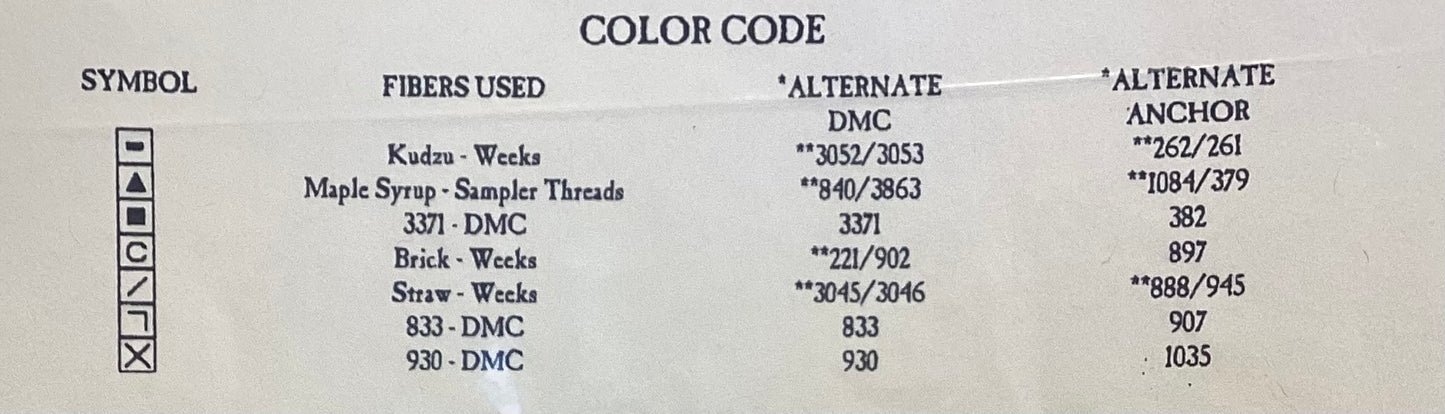 COLOR CODE
SYMBOL FIBERS USED *ALTERNATE *ALTERNATE
DMC ANCHOR
Kudzu - Weeks **3052/3053 **262/261
Maple Syrup - Sampler Threads **840/3863 **1084/379
3371 - DMC 3371 382
C Brick - Weeks **221/902 897
/ Straw - Weeks **3045/3046 **888/945
833 - DMC 833 907
X 930 - DMC 930 1035